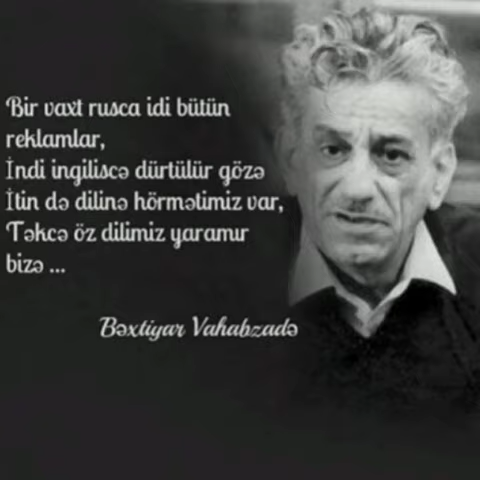 Bir vaxt rusca idi bütün
reklamlar,
İndi ingiliscə dürtülür gözə
İtin də dilinə hörmətimiz var,
Təkcə öz dilimiz yaramır
bizə ...
Bəxtiyar Vahabzadə